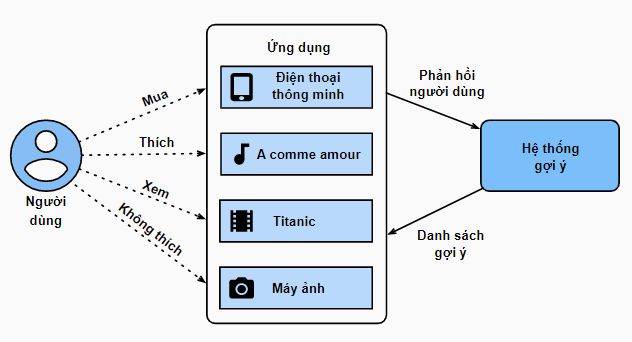 Ứng dụng
Điện thoại
thông minh
Mua
Phản hồi
người dùng
Thích
A comme amour
Hệ thống
gợi ý
Người
dùng
Xem
Titanic
Không thích
Danh sách
gợi ý
Máy ảnh